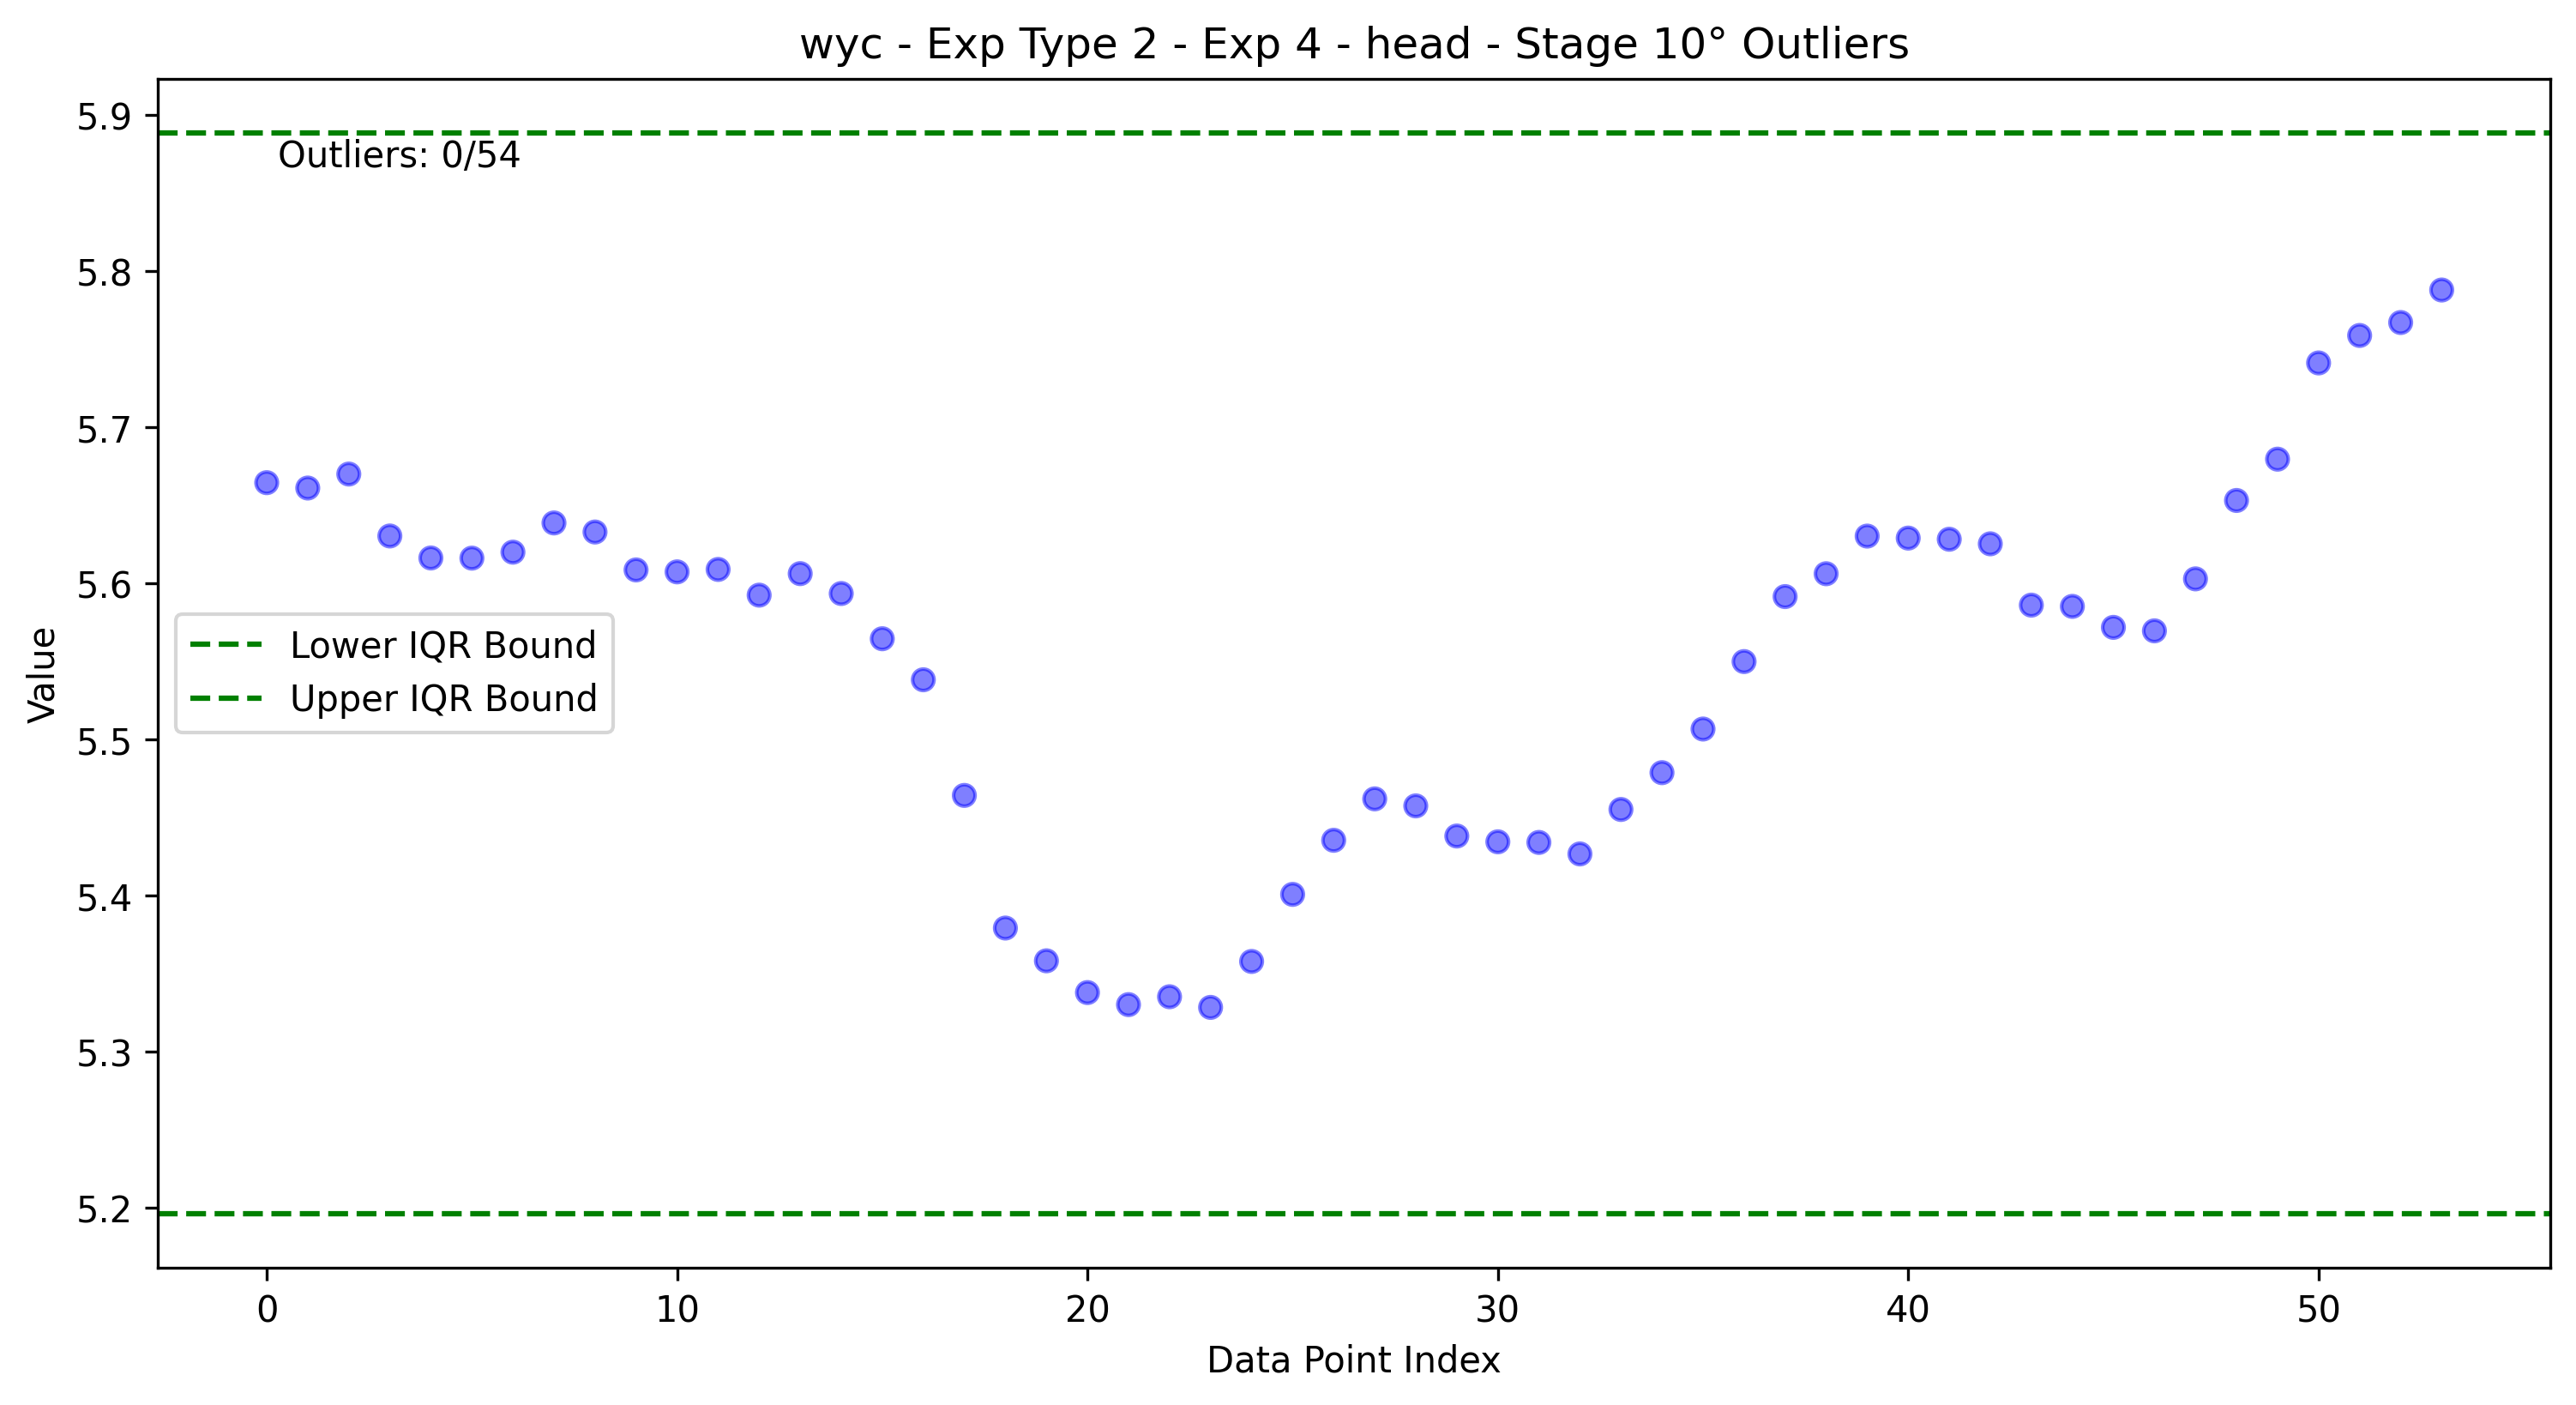 wyc - Exp Type 2 - Exp 4 - head - Stage 10° Outliers
5.9
Outliers: 0/54
5.8
5.7
5.6
Lower IQR Bound
Upper IQR Bound
Value
5.5
5.4
5.3
5.2
0 10 20 30 40 50
Data Point Index